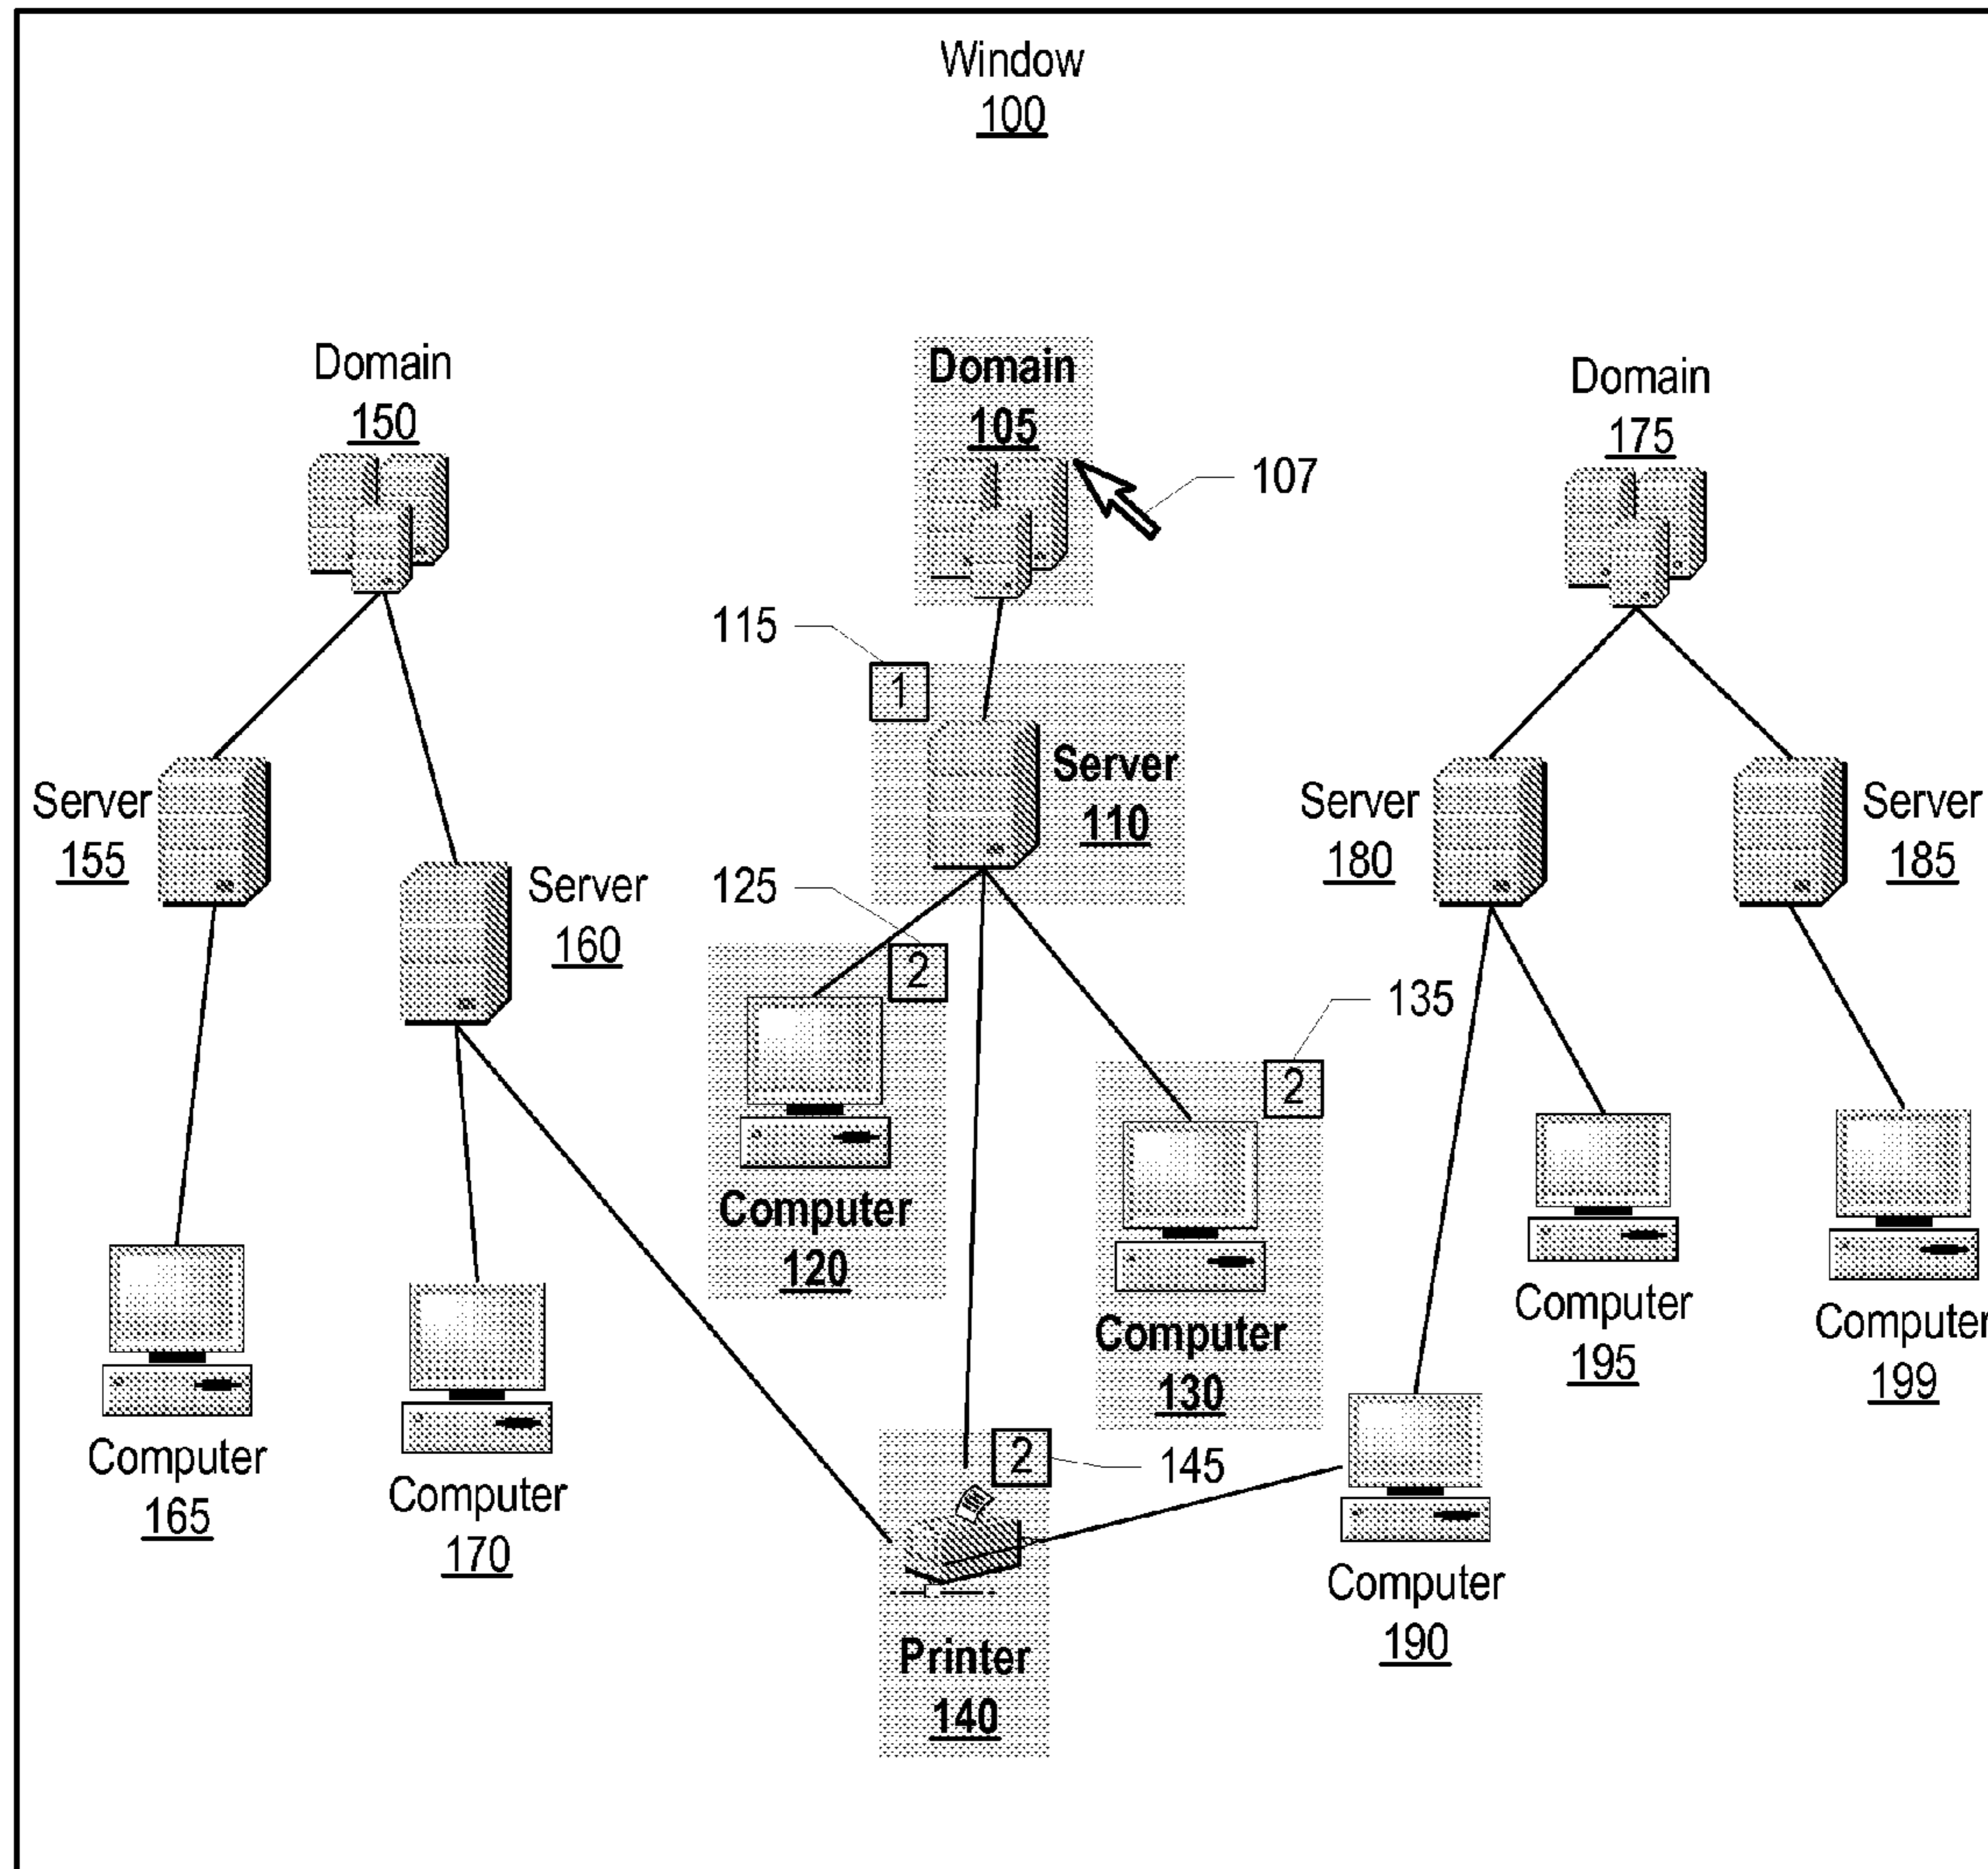 Window
100
Domain
150
Domain
105
Domain
175
107
115
1
Server
155
Server
110
Server
180
Server
185
Server
160
125
2
135
2
Computer
120
Computer
130
Computer
195
Computer
199
Computer
165
Computer
170
2
145
Computer
190
Printer
140